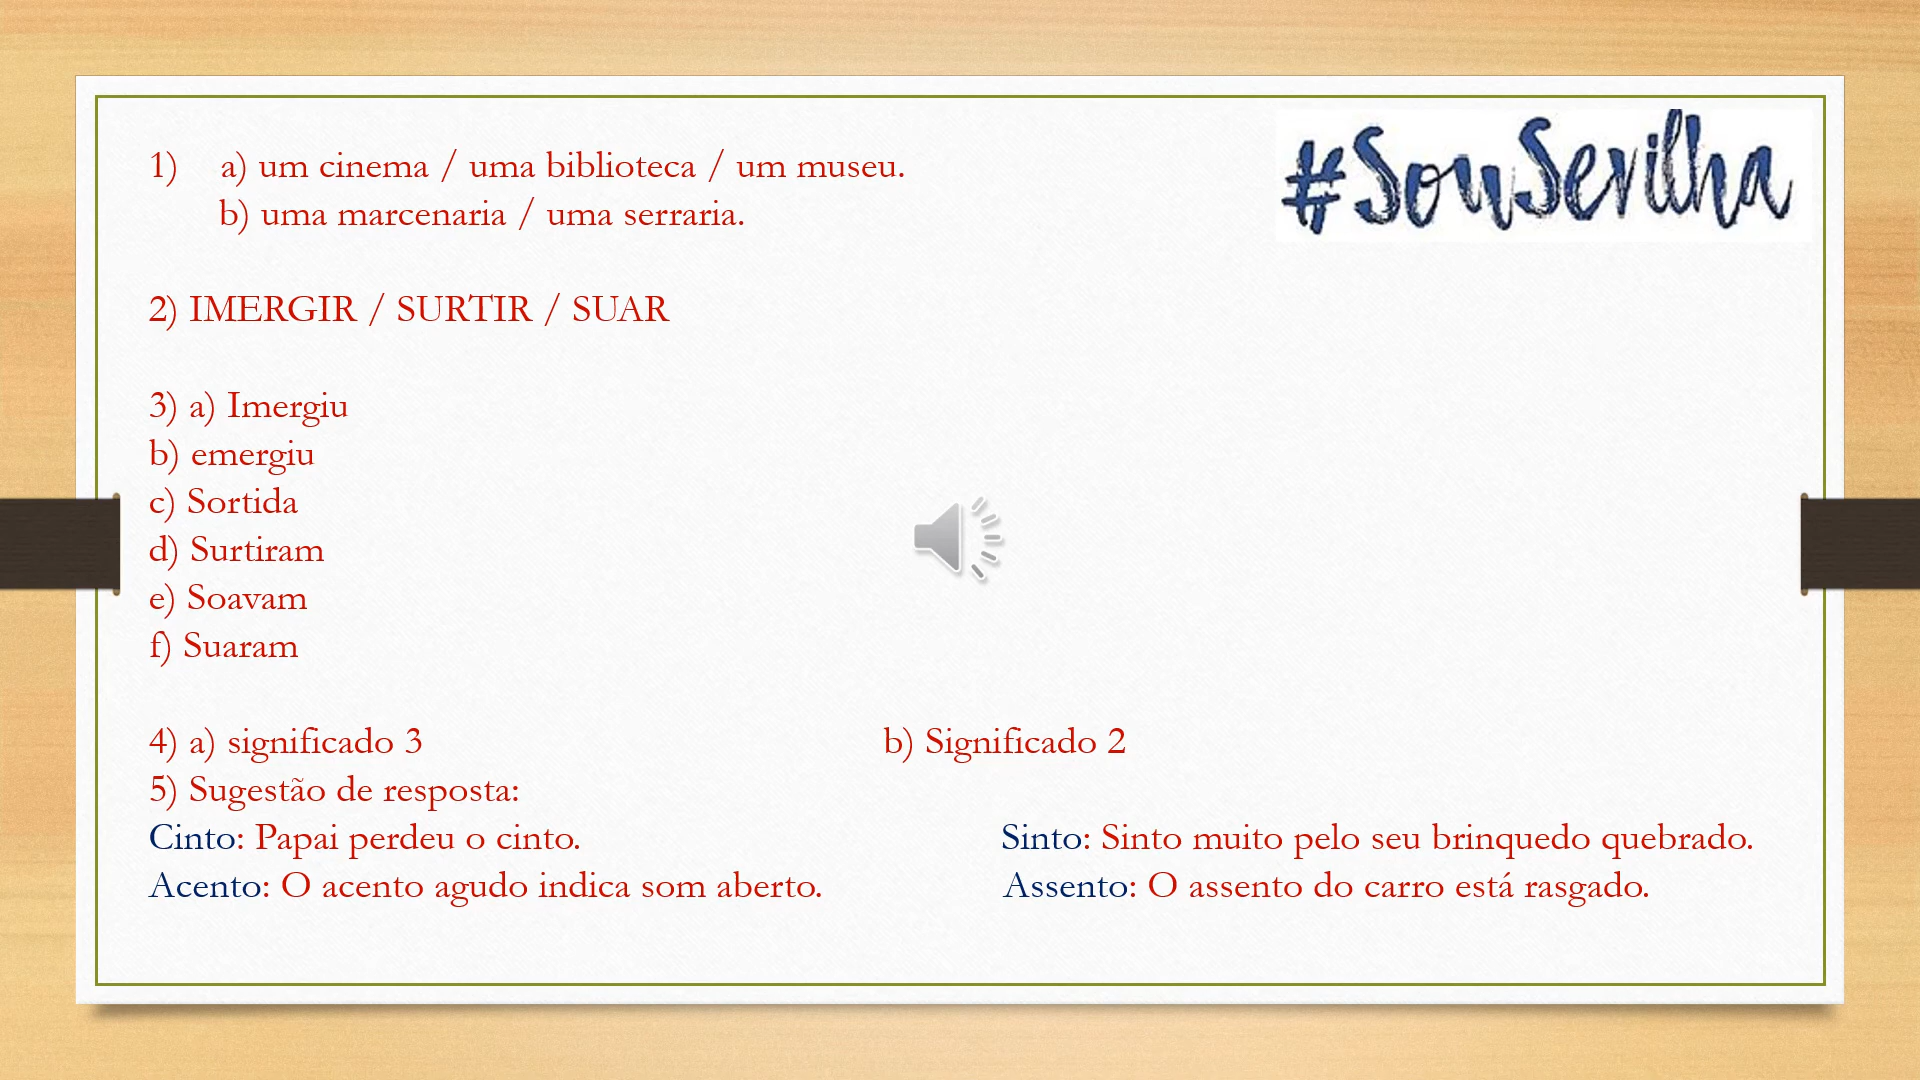 #SouSevilha
1) a) um cinema / uma biblioteca / um museu.
b) uma marcenaria / uma serraria.
2) IMERGIR / SURTIR / SUAR
3) a) Imergiu
b) emergiu
c) Sortida
d) Surtiram
e) Soavam
f) Suaram
4) a) significado 3 b) Significado 2
5) Sugestão de resposta:
Cinto: Papai perdeu o cinto. Sinto: Sinto muito pelo seu brinquedo quebrado.
Acento: O acento agudo indica som aberto. Assento: O assento do carro está rasgado.